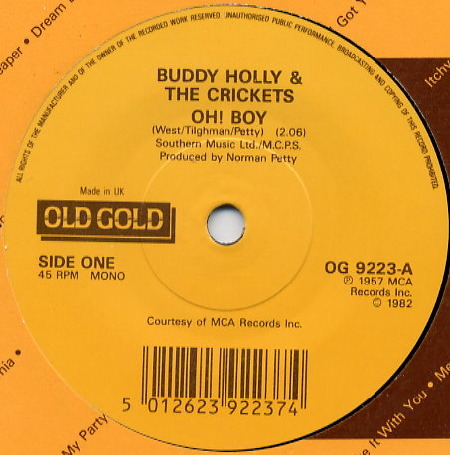 ALL RIGHTS OF THE MANUFACTURER AND OF THE OWNER OF THE RECORDED WORK RESERVED. UNAUTHORISED PUBLIC PERFORMANCE, BROADCASTING AND COPYING OF THIS RECORD PROHIBITED.
BUDDY HOLLY &
THE CRICKETS
OH! BOY
(West/Tilghman/Petty) (2.06)
Southern Music Ltd./M.C.P.S.
Produced by Norman Petty
Made in UK
OLD GOLD
SIDE ONE
45 RPM MONO
OG 9223-A
℗ 1957 MCA
Records Inc.
© 1982
Courtesy of MCA Records Inc.
5 012623 922374
eaper • Dream
Got Y
Itchy
nia •
My Party
e It With You • Me